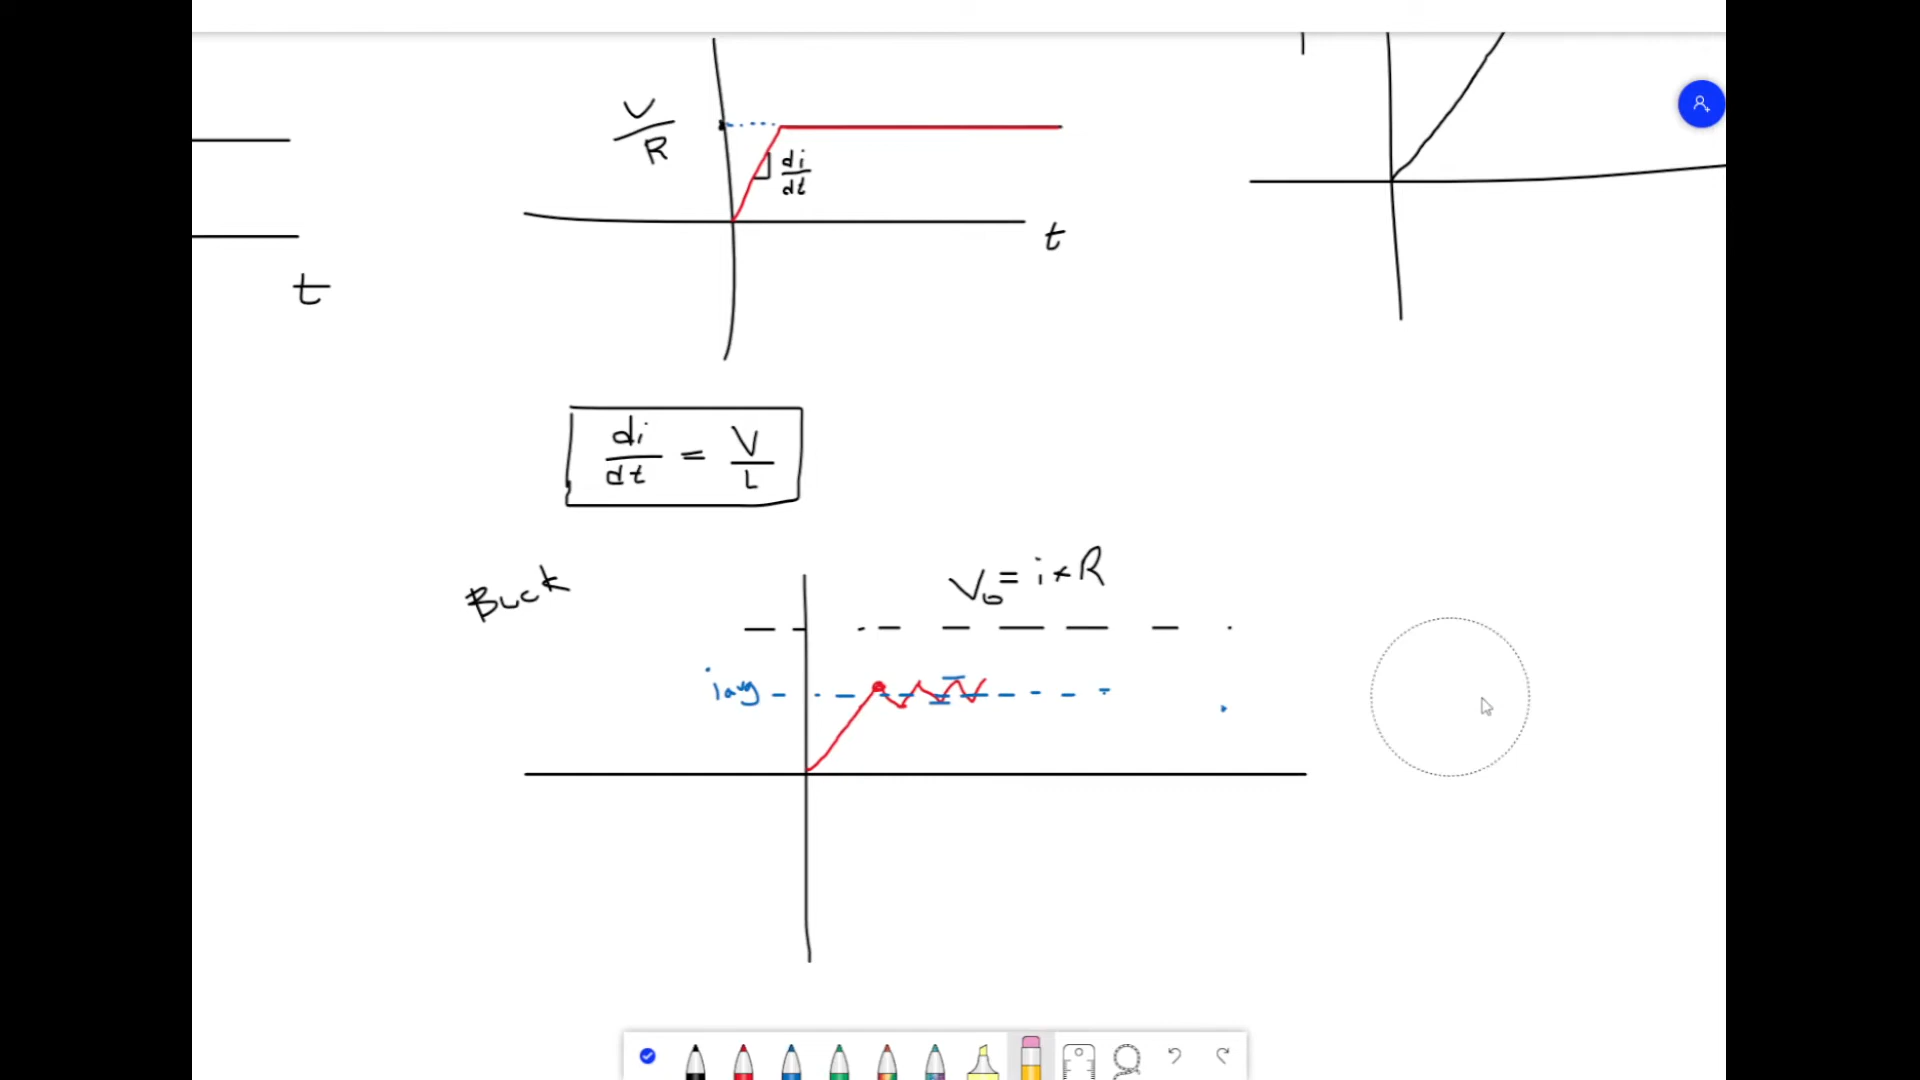 V/R
di/dt
t
t
di/dt = V/L
Buck
Vo = i × R
iavg